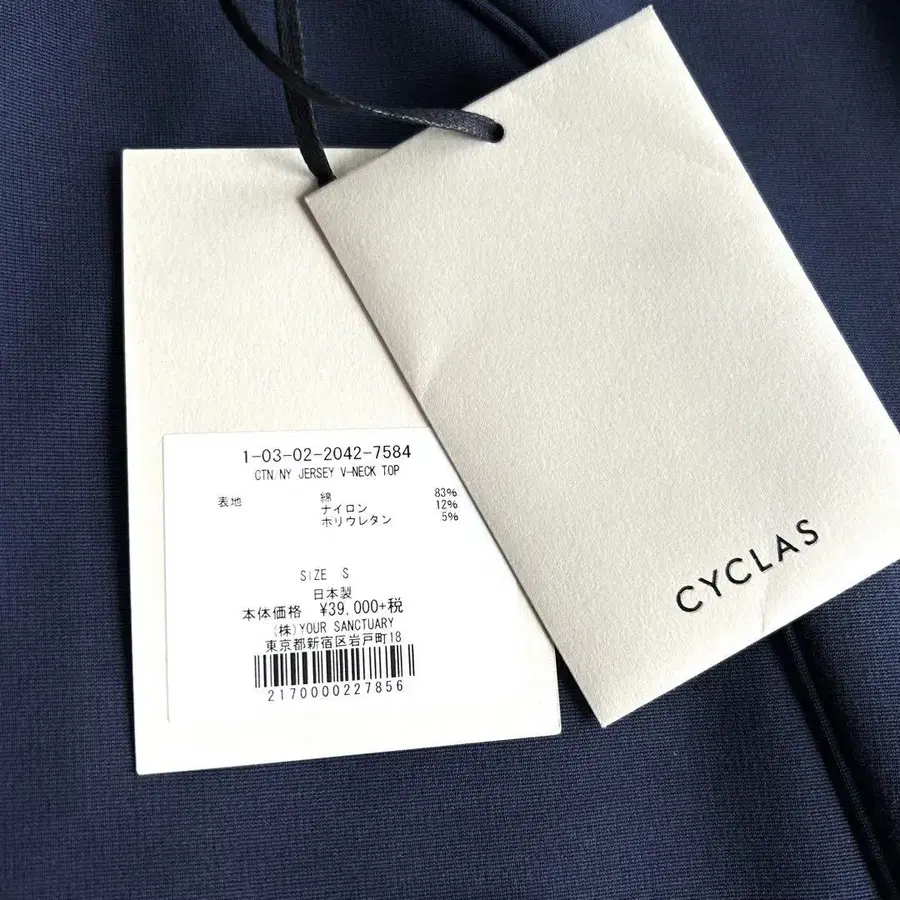 1-03-02-2042-7584
CTN/NY JERSEY V-NECK TOP
表地 綿 83%
ナイロン 12%
ポリウレタン 5%
SIZE S
日本製
本体価格 ¥39,000+税
(株)YOUR SANCTUARY
東京都新宿区岩戸町18
2170000227856
CYCLAS